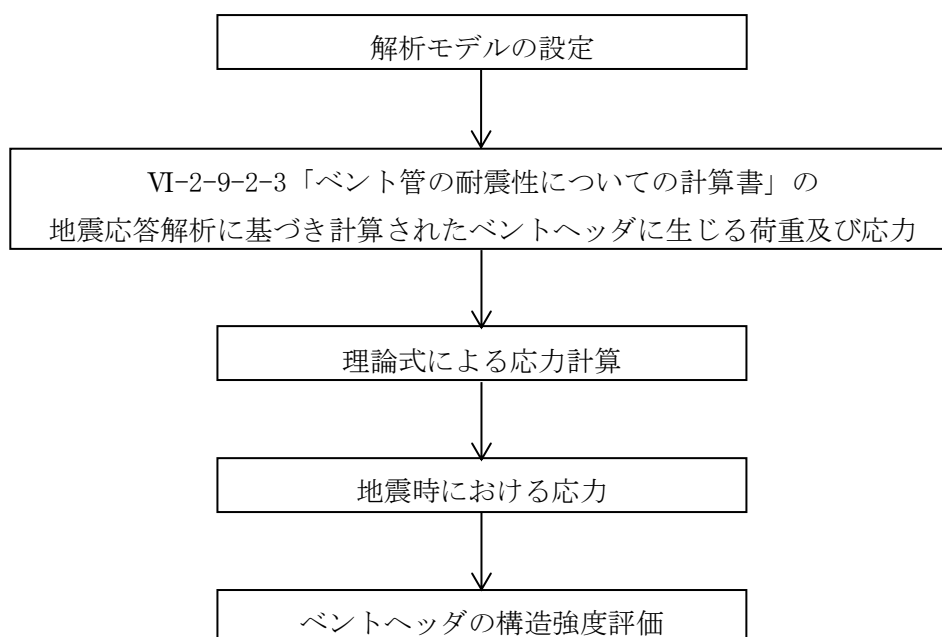 解析モデルの設定
Ⅵ-2-9-2-3「ベント管の耐震性についての計算書」の
地震応答解析に基づき計算されたベントヘッダに生じる荷重及び応力
理論式による応力計算
地震時における応力
ベントヘッダの構造強度評価